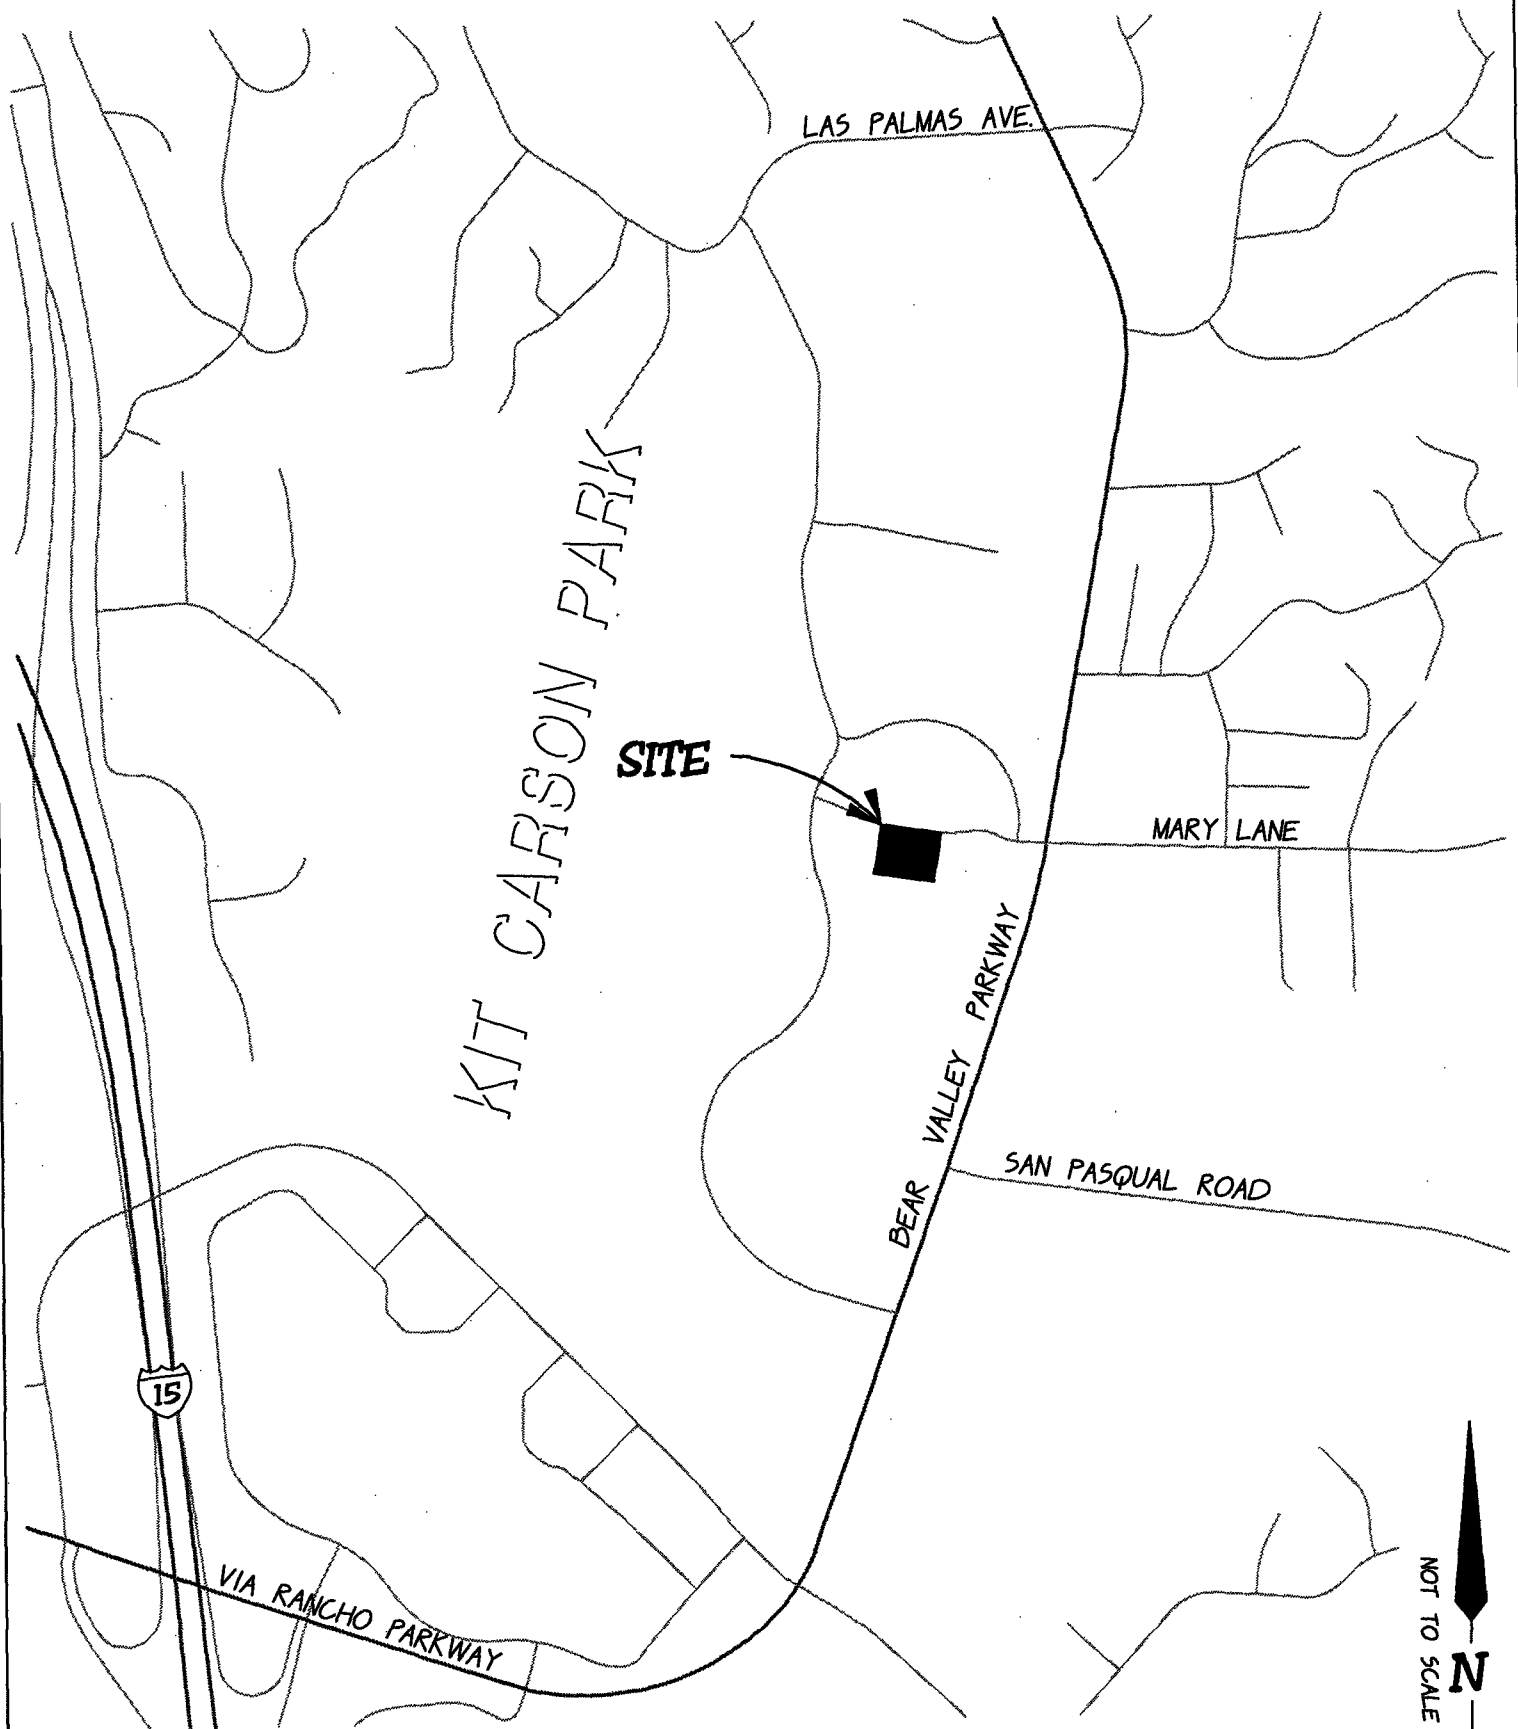 LAS PALMAS AVE.
KIT CARSON PARK
SITE
MARY LANE
BEAR VALLEY PARKWAY
SAN PASQUAL ROAD
15
VIA RANCHO PARKWAY
NOT TO SCALE
N